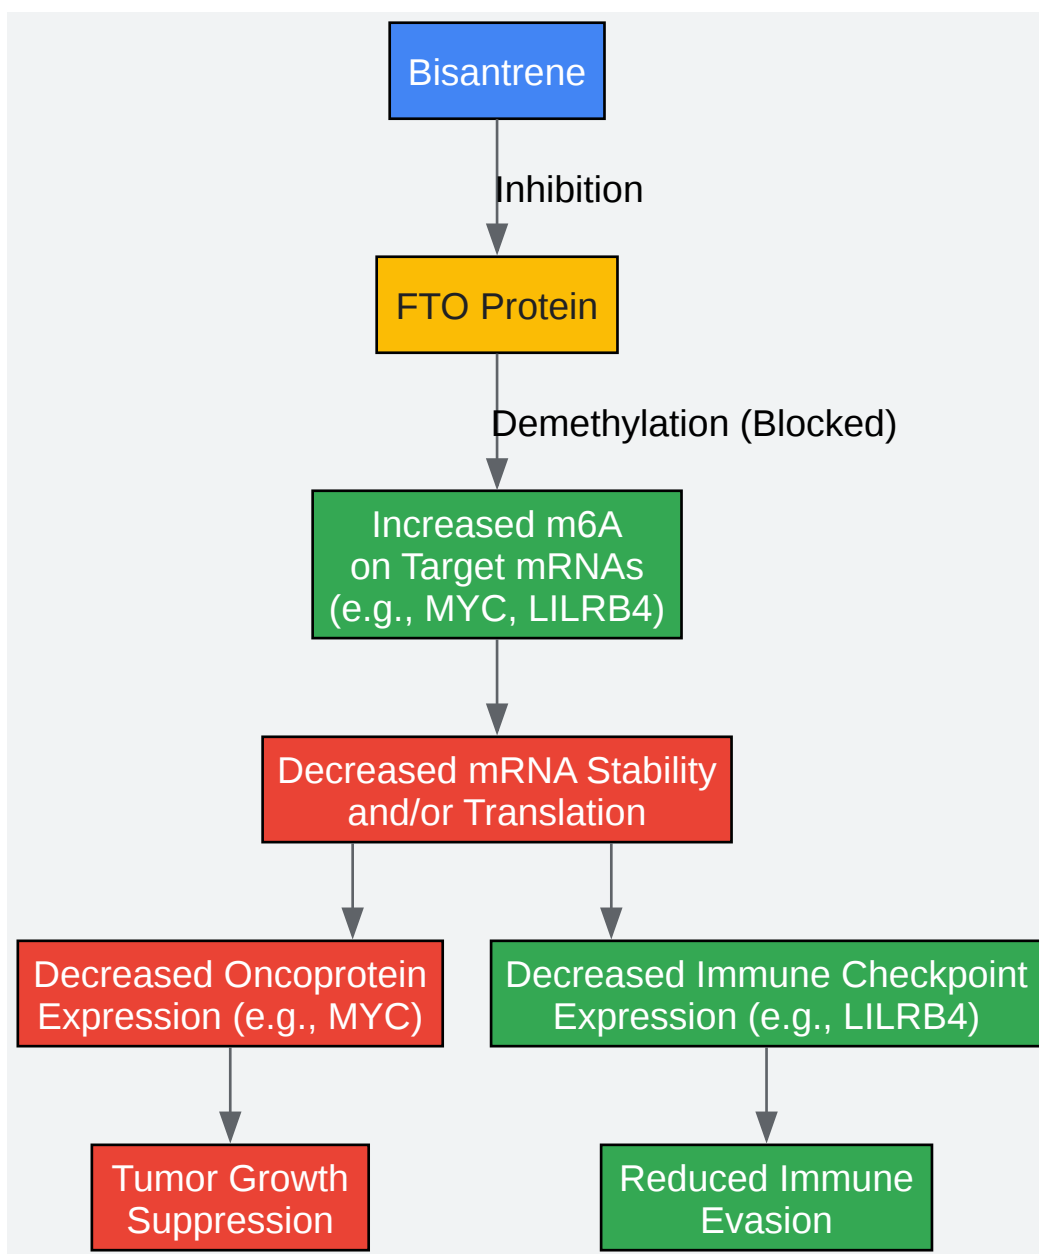 Bisantrene
Inhibition
FTO Protein
Demethylation (Blocked)
Increased m6A
on Target mRNAs
(e.g., MYC, LILRB4)
Decreased mRNA Stability
and/or Translation
Decreased Oncoprotein
Expression (e.g., MYC)
Decreased Immune Checkpoint
Expression (e.g., LILRB4)
Tumor Growth
Suppression
Reduced Immune
Evasion